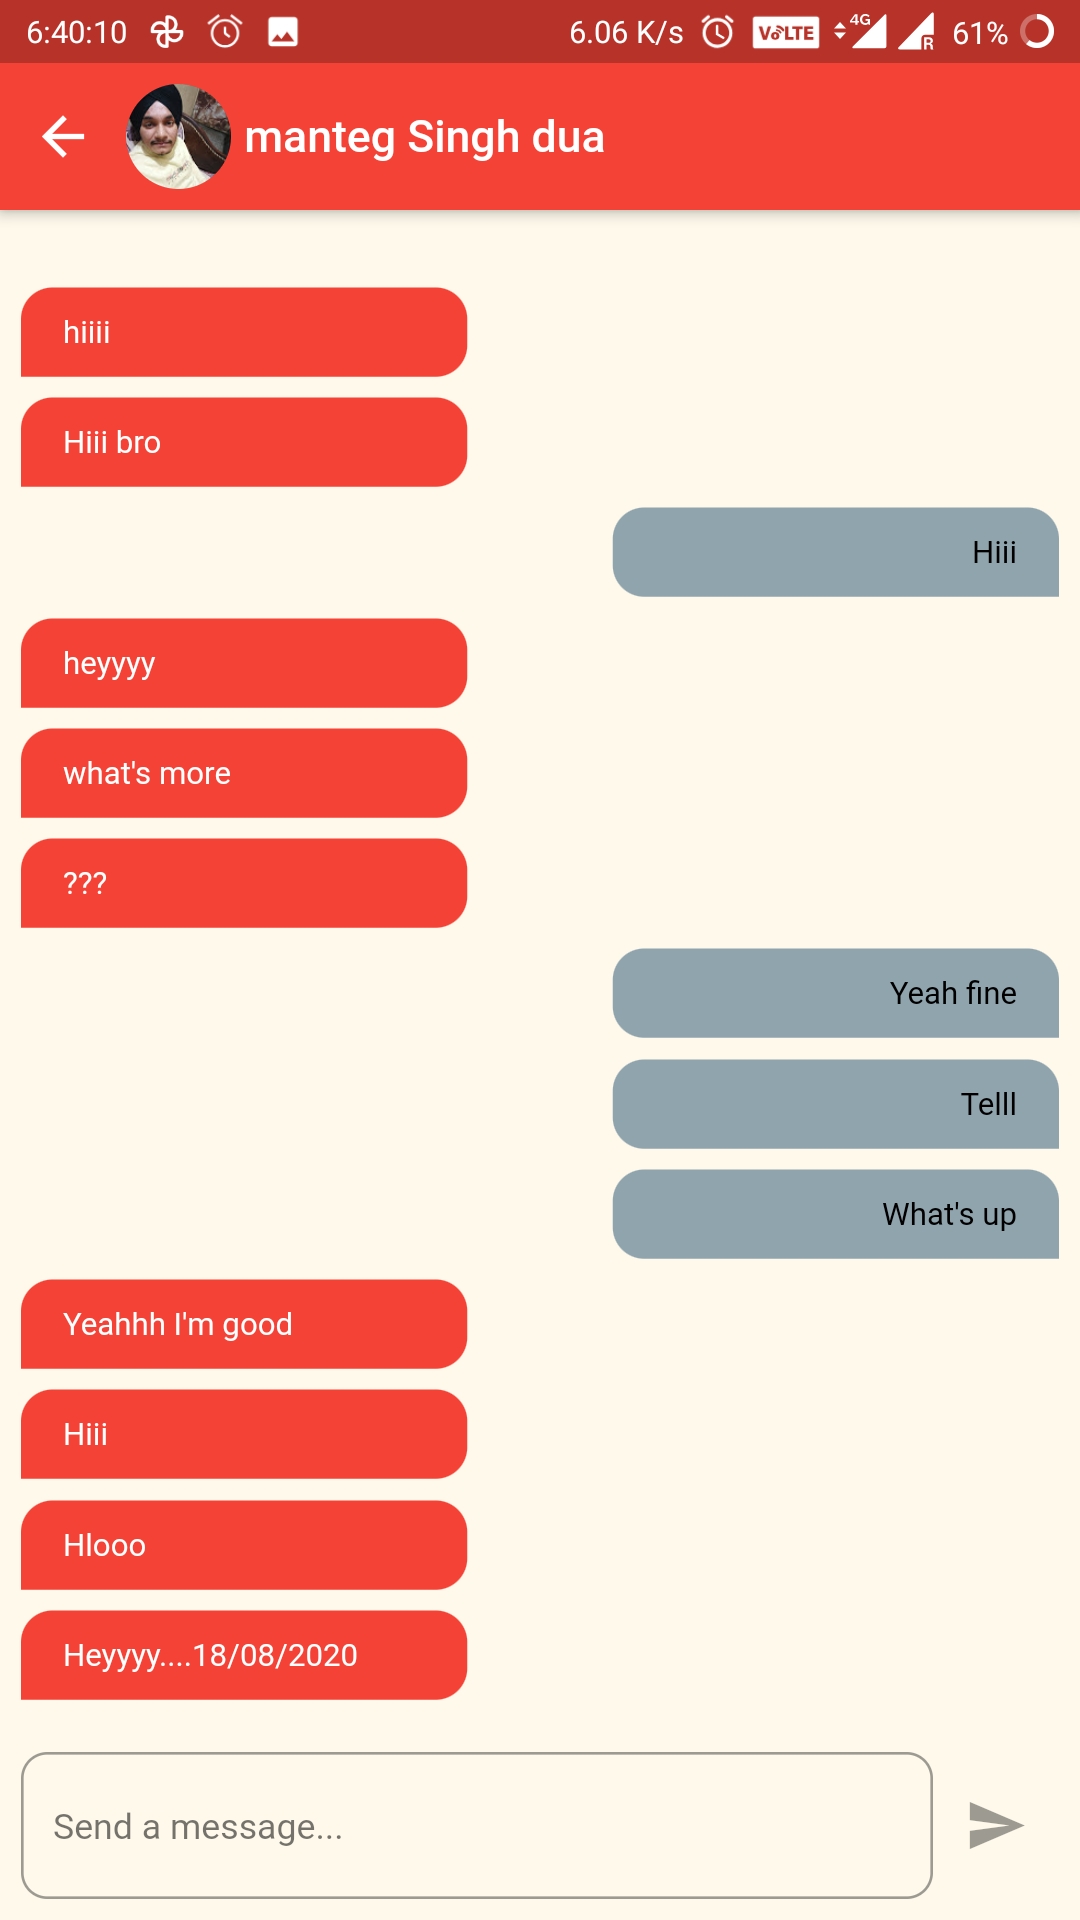 6:40:10 6.06 K/s VoLTE 4G R 61%
manteg Singh dua
hiiii
Hiii bro
Hiii
heyyyy
what's more
???
Yeah fine
Telll
What's up
Yeahhh I'm good
Hiii
Hlooo
Heyyyy....18/08/2020
Send a message...